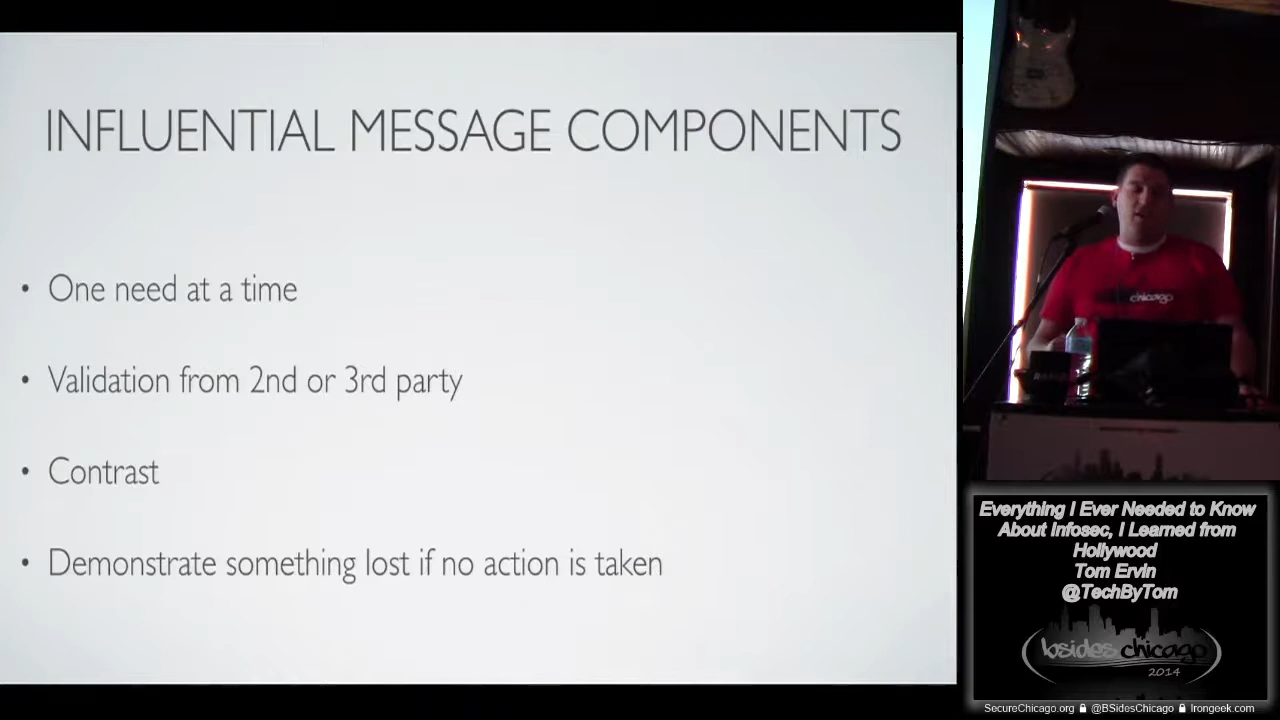 INFLUENTIAL MESSAGE COMPONENTS
• One need at a time
• Validation from 2nd or 3rd party
• Contrast
• Demonstrate something lost if no action is taken
chicago
Everything I Ever Needed to Know
About Infosec, I Learned from
Hollywood
Tom Ervin
@TechByTom
bsides chicago
2014
SecureChicago.org @BSidesChicago Irongeek.com